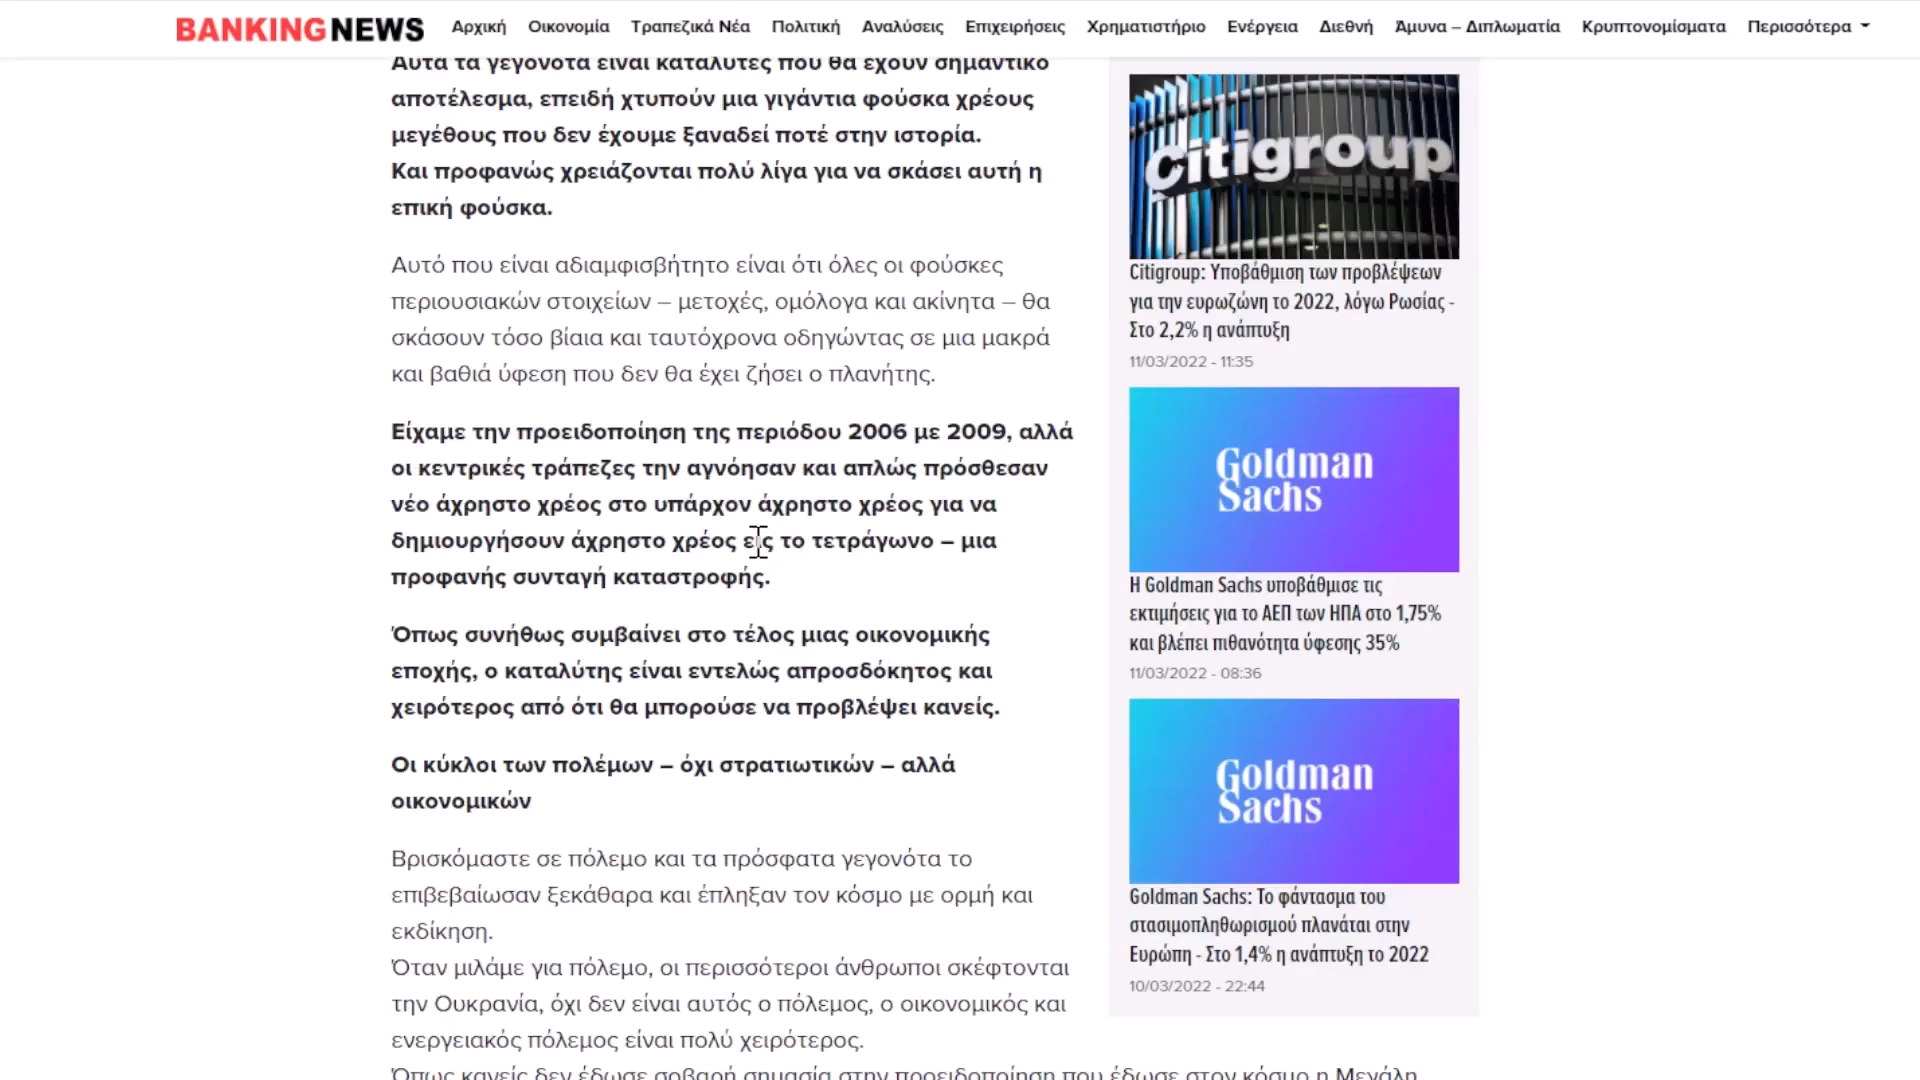 BANKINGNEWS Αρχική Οικονομία Τραπεζικά Νέα Πολιτική Αναλύσεις Επιχειρήσεις Χρηματιστήριο Ενέργεια Διεθνή Άμυνα – Διπλωματία Κρυπτονομίσματα Περισσότερα
Αυτά τα γεγονότα είναι καταλύτες που θα έχουν σημαντικό
αποτέλεσμα, επειδή χτυπούν μια γιγάντια φούσκα χρέους
μεγέθους που δεν έχουμε ξαναδεί ποτέ στην ιστορία.
Και προφανώς χρειάζονται πολύ λίγα για να σκάσει αυτή η
επική φούσκα.
Αυτό που είναι αδιαμφισβήτητο είναι ότι όλες οι φούσκες
περιουσιακών στοιχείων – μετοχές, ομόλογα και ακίνητα – θα
σκάσουν τόσο βίαια και ταυτόχρονα οδηγώντας σε μια μακρά
και βαθιά ύφεση που δεν θα έχει ζήσει ο πλανήτης.
Είχαμε την προειδοποίηση της περιόδου 2006 με 2009, αλλά
οι κεντρικές τράπεζες την αγνόησαν και απλώς πρόσθεσαν
νέο άχρηστο χρέος στο υπάρχον άχρηστο χρέος για να
δημιουργήσουν άχρηστο χρέος εις το τετράγωνο – μια
προφανής συνταγή καταστροφής.
Όπως συνήθως συμβαίνει στο τέλος μιας οικονομικής
εποχής, ο καταλύτης είναι εντελώς απροσδόκητος και
χειρότερος από ότι θα μπορούσε να προβλέψει κανείς.
Οι κύκλοι των πολέμων – όχι στρατιωτικών – αλλά
οικονομικών
Βρισκόμαστε σε πόλεμο και τα πρόσφατα γεγονότα το
επιβεβαίωσαν ξεκάθαρα και έπληξαν τον κόσμο με ορμή και
εκδίκηση.
Όταν μιλάμε για πόλεμο, οι περισσότεροι άνθρωποι σκέφτονται
την Ουκρανία, όχι δεν είναι αυτός ο πόλεμος, ο οικονομικός και
ενεργειακός πόλεμος είναι πολύ χειρότερος.
Όπως κανείς δεν έδωσε σοβαρή σημασία στην προειδοποίηση που έδωσε στον κόσμο η Μεγάλη
Citigroup
Citigroup: Υποβάθμιση των προβλέψεων
για την ευρωζώνη το 2022, λόγω Ρωσίας -
Στο 2,2% η ανάπτυξη
11/03/2022 - 11:35
Goldman
Sachs
Η Goldman Sachs υποβάθμισε τις
εκτιμήσεις για το ΑΕΠ των ΗΠΑ στο 1,75%
και βλέπει πιθανότητα ύφεσης 35%
11/03/2022 - 08:36
Goldman
Sachs
Goldman Sachs: Το φάντασμα του
στασιμοπληθωρισμού πλανάται στην
Ευρώπη - Στο 1,4% η ανάπτυξη το 2022
10/03/2022 - 22:44